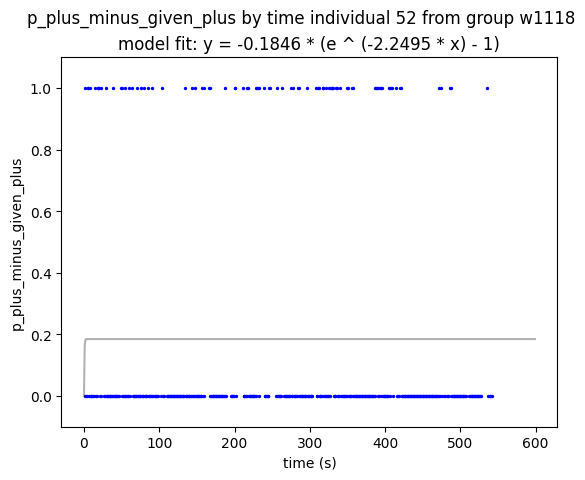 p_plus_minus_given_plus by time individual 52 from group w1118
model fit: y = -0.1846 * (e ^ (-2.2495 * x) - 1)
1.0
0.8
0.6
0.4
0.2
0.0
p_plus_minus_given_plus
0 100 200 300 400 500 600
time (s)